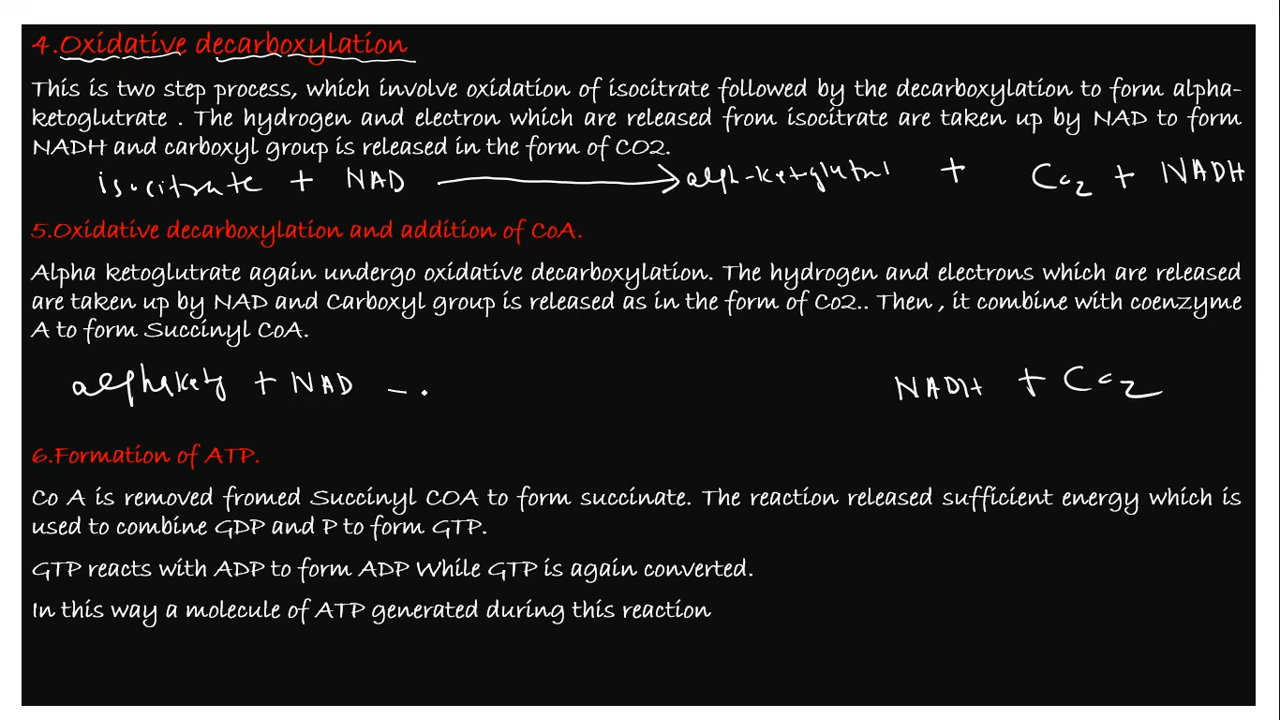 4.Oxidative decarboxylation
This is two step process, which involve oxidation of isocitrate followed by the decarboxylation to form alpha-
ketoglutrate . The hydrogen and electron which are released from isocitrate are taken up by NAD to form
NADH and carboxyl group is released in the form of CO2.
isocitrate + NAD ⟶ alph-ketoglutrat + Co2 + NADH
5.Oxidative decarboxylation and addition of CoA.
Alpha ketoglutrate again undergo oxidative decarboxylation. The hydrogen and electrons which are released
are taken up by NAD and Carboxyl group is released as in the form of Co2.. Then , it combine with coenzyme
A to form Succinyl CoA.
alphaketo + NAD -. NADH + Co2
6.Formation of ATP.
Co A is removed fromed Succinyl COA to form succinate. The reaction released sufficient energy which is
used to combine GDP and P to form GTP.
GTP reacts with ADP to form ADP While GTP is again converted.
In this way a molecule of ATP generated during this reaction